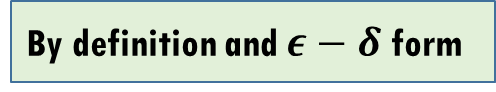 By definition and ϵ − δ form